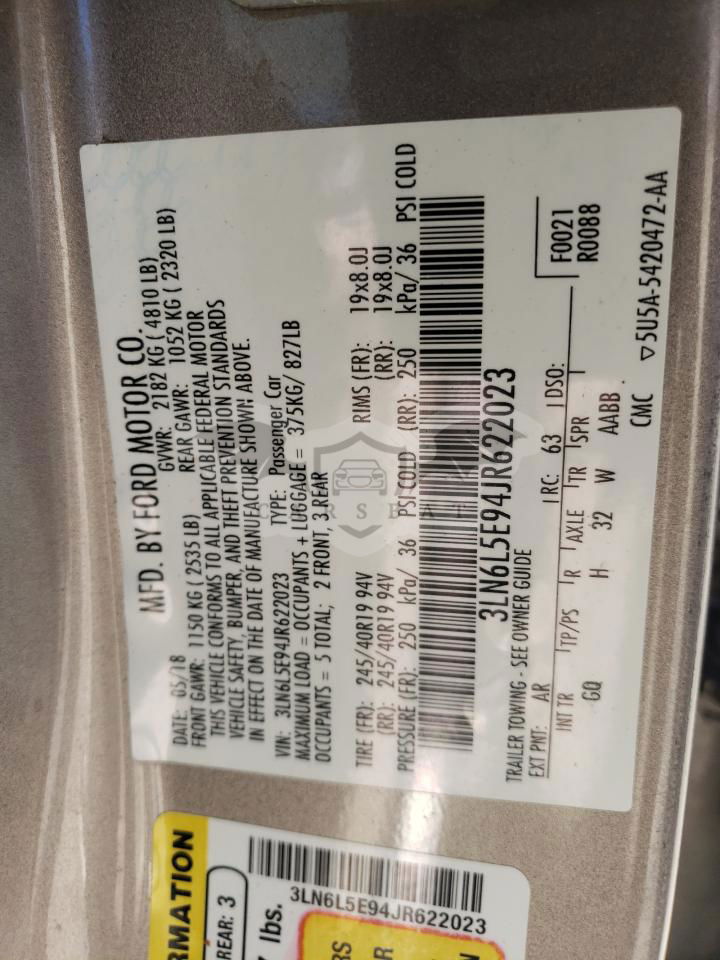 MFD. BY FORD MOTOR CO.
DATE: 05/18 GVWR: 2182 KG ( 4810 LB)
FRONT GAWR: 1150 KG ( 2535 LB) REAR GAWR: 1052 KG ( 2320 LB)
THIS VEHICLE CONFORMS TO ALL APPLICABLE FEDERAL MOTOR
VEHICLE SAFETY, BUMPER, AND THEFT PREVENTION STANDARDS
IN EFFECT ON THE DATE OF MANUFACTURE SHOWN ABOVE.
VIN: 3LN6L5E94JR622023 TYPE: Passenger Car
MAXIMUM LOAD = OCCUPANTS + LUGGAGE = 375KG/ 827LB
OCCUPANTS = 5 TOTAL; 2 FRONT, 3 REAR
TIRE (FR): 245/40R19 94V RIMS (FR): 19x8.0J
(RR): 245/40R19 94V (RR): 19x8.0J
PRESSURE (FR): 250 kPa/ 36 PSI COLD (RR): 250 kPa/ 36 PSI COLD
3LN6L5E94JR622023
TRAILER TOWING - SEE OWNER GUIDE
EXT PNT: AR RC: 63 DSO: F0021
R0088
INT TR TP/PS R AXLE TR SPR
GQ H 32 W AABB
CMC ▽5U5A-5420472-AA
RMATION
REAR: 3
7 lbs.
3LN6L5E94JR622023